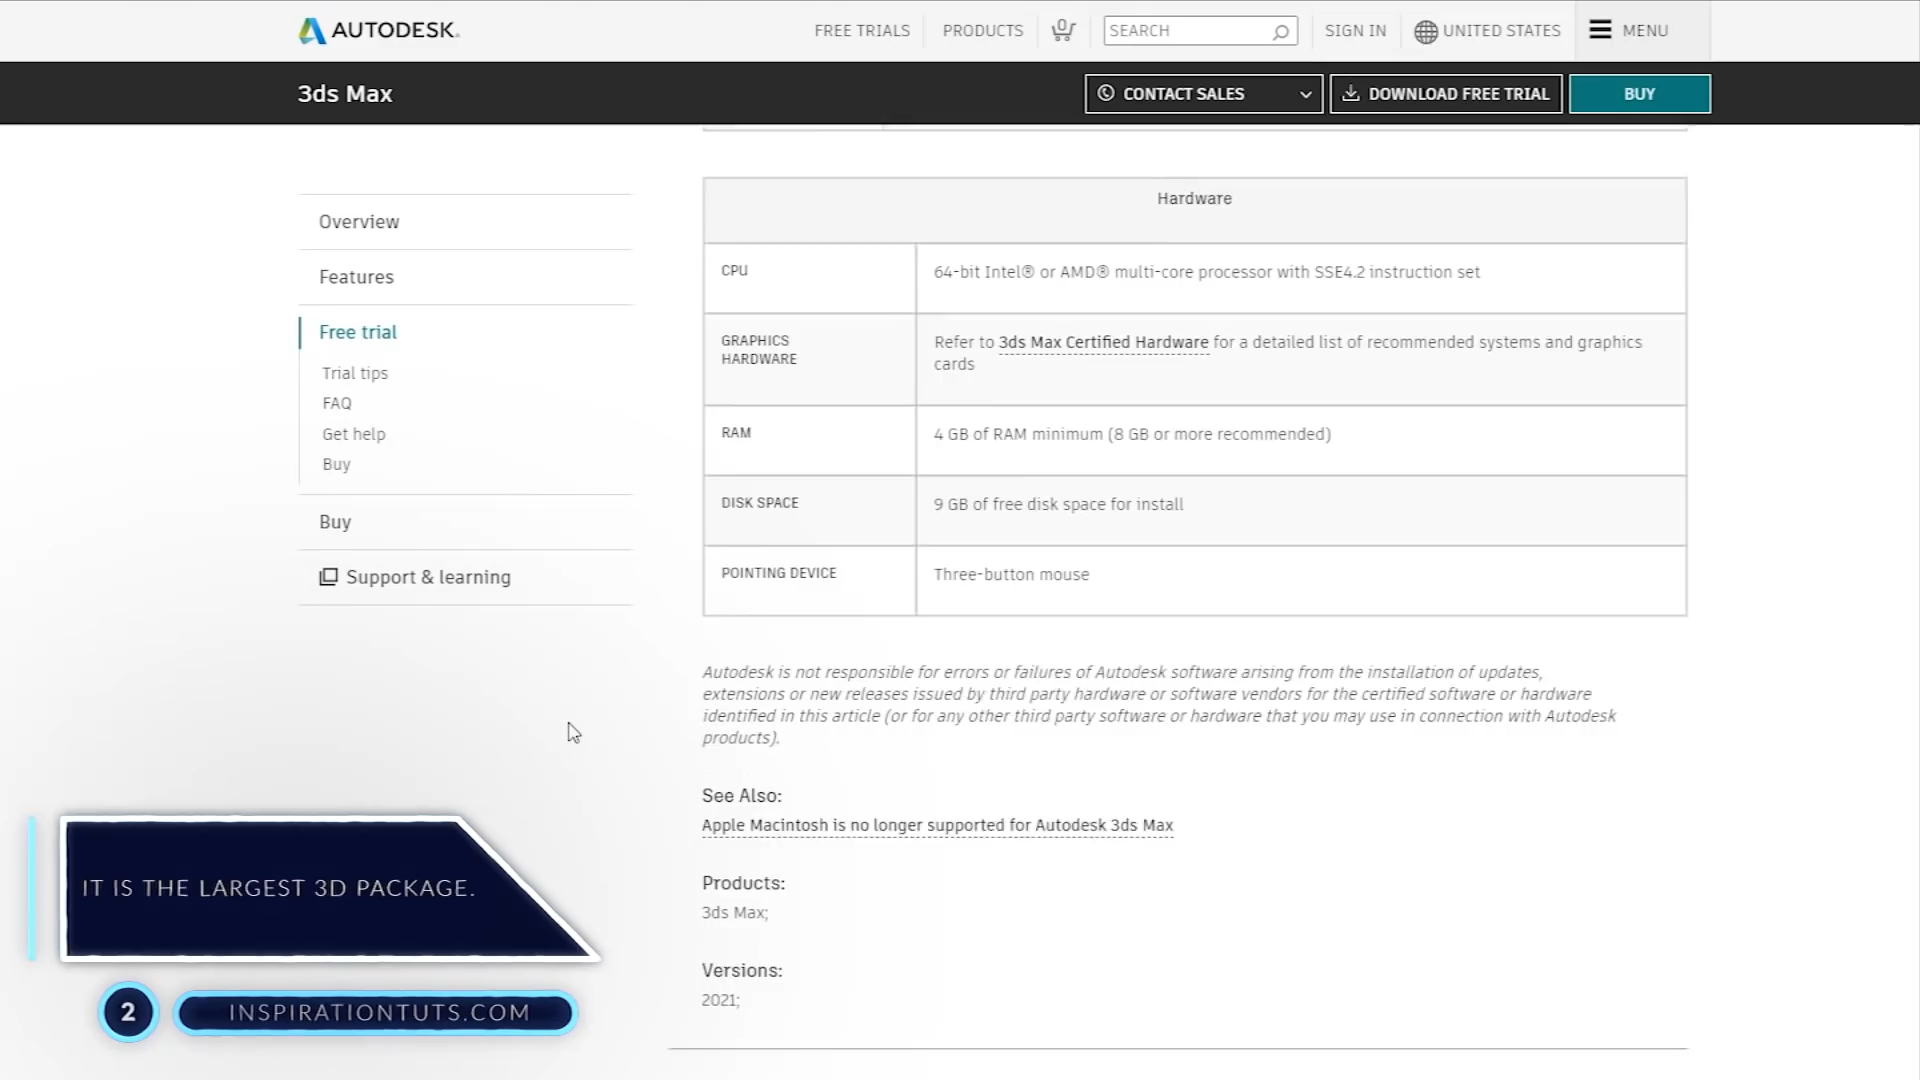 AUTODESK.
FREE TRIALS
PRODUCTS
0
SEARCH
SIGN IN
UNITED STATES
MENU
3ds Max
CONTACT SALES
DOWNLOAD FREE TRIAL
BUY
Overview
Features
Free trial
Trial tips
FAQ
Get help
Buy
Buy
Support & learning
Hardware
CPU
64-bit Intel® or AMD® multi-core processor with SSE4.2 instruction set
GRAPHICS
HARDWARE
Refer to 3ds Max Certified Hardware for a detailed list of recommended systems and graphics
cards
RAM
4 GB of RAM minimum (8 GB or more recommended)
DISK SPACE
9 GB of free disk space for install
POINTING DEVICE
Three-button mouse
Autodesk is not responsible for errors or failures of Autodesk software arising from the installation of updates,
extensions or new releases issued by third party hardware or software vendors for the certified software or hardware
identified in this article (or for any other third party software or hardware that you may use in connection with Autodesk
products).
See Also:
Apple Macintosh is no longer supported for Autodesk 3ds Max
Products:
3ds Max;
Versions:
2021;
IT IS THE LARGEST 3D PACKAGE.
2
INSPIRATIONTUTS.COM